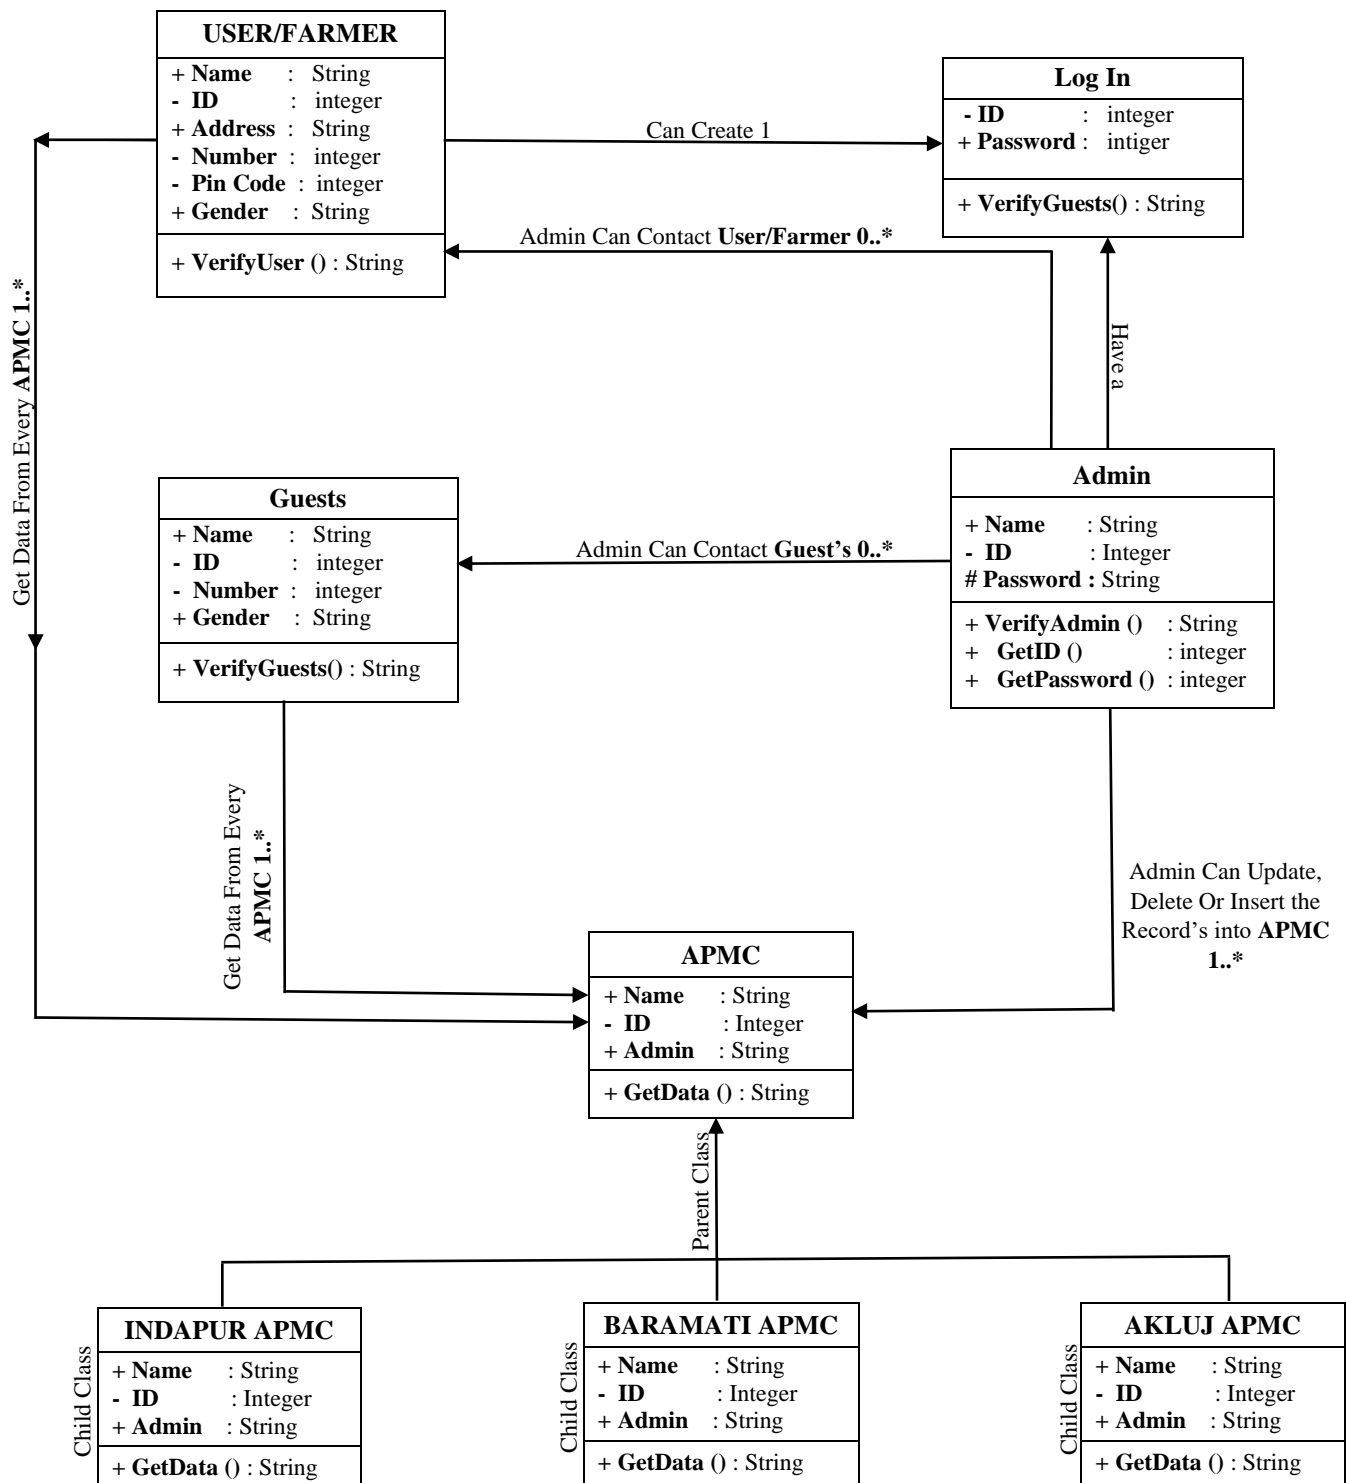 USER/FARMER
+ Name : String
- ID : integer
+ Address : String
- Number : integer
- Pin Code : integer
+ Gender : String
+ VerifyUser () : String
Log In
- ID : integer
+ Password : intiger
+ VerifyGuests() : String
Can Create 1
Admin Can Contact User/Farmer 0..*
Have a
Get Data From Every APMC 1..*
Guests
+ Name : String
- ID : integer
- Number : integer
+ Gender : String
+ VerifyGuests() : String
Admin Can Contact Guest's 0..*
Admin
+ Name : String
- ID : Integer
# Password : String
+ VerifyAdmin () : String
+ GetID () : integer
+ GetPassword () : integer
Get Data From Every
APMC 1..*
Admin Can Update,
Delete Or Insert the
Record's into APMC
1..*
APMC
+ Name : String
- ID : Integer
+ Admin : String
+ GetData () : String
Parent Class
Child Class
INDAPUR APMC
+ Name : String
- ID : Integer
+ Admin : String
+ GetData () : String
Child Class
BARAMATI APMC
+ Name : String
- ID : Integer
+ Admin : String
+ GetData () : String
Child Class
AKLUJ APMC
+ Name : String
- ID : Integer
+ Admin : String
+ GetData () : String